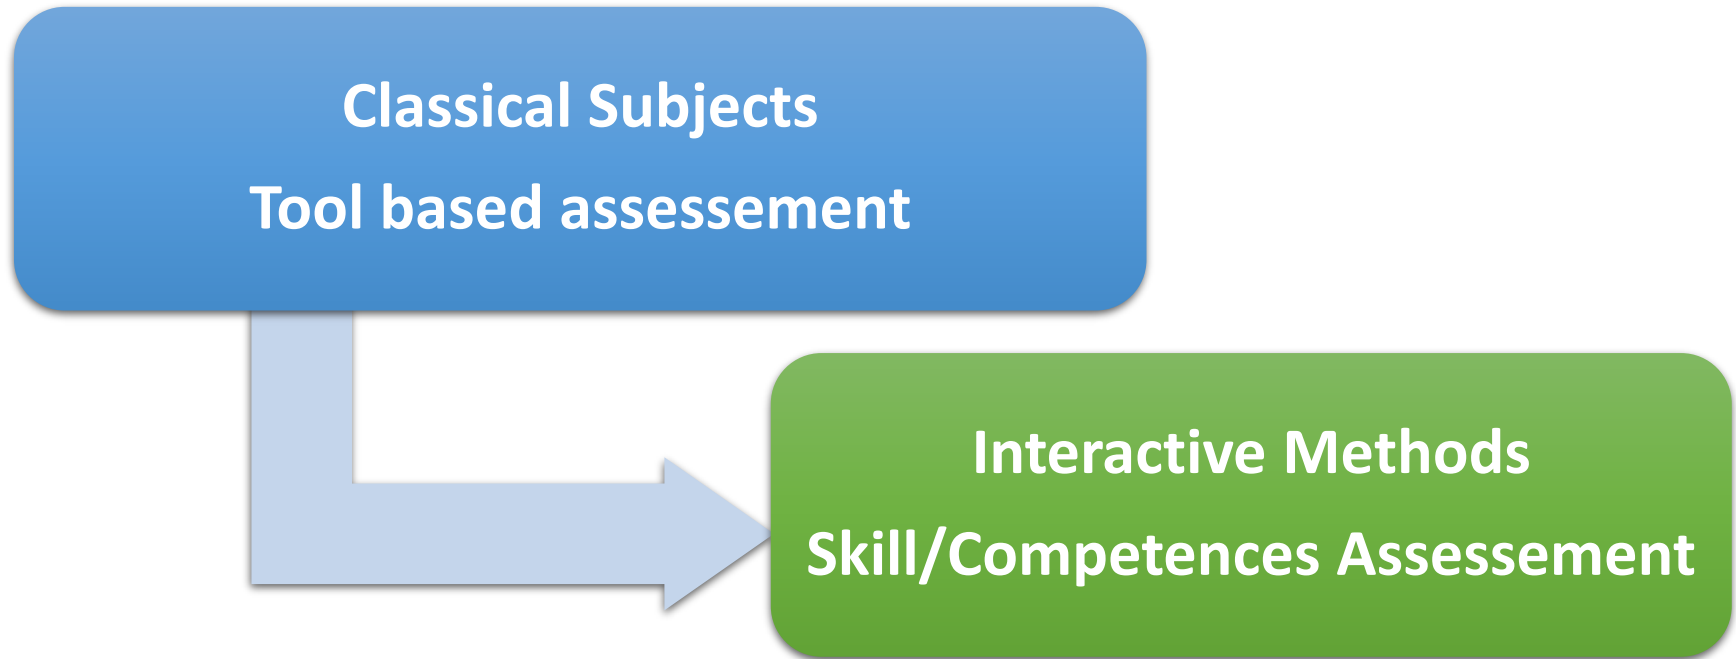 Classical Subjects
Tool based assessement
Interactive Methods
Skill/Competences Assessement